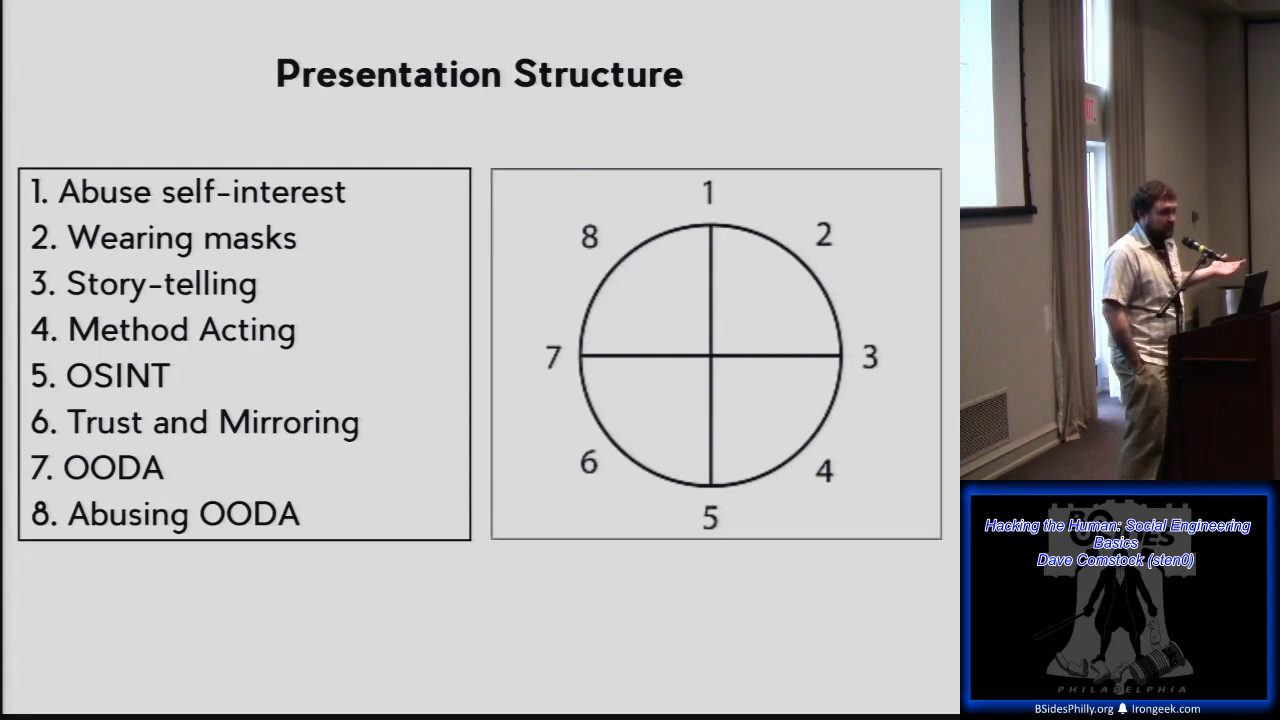 Presentation Structure
1. Abuse self-interest
2. Wearing masks
3. Story-telling
4. Method Acting
5. OSINT
6. Trust and Mirroring
7. OODA
8. Abusing OODA
1
2
3
4
5
6
7
8
EXIT
Hacking the Human: Social Engineering
Basics
Dave Comstock (sten0)
PHILADELPHIA
BSidesPhilly.org Irongeek.com